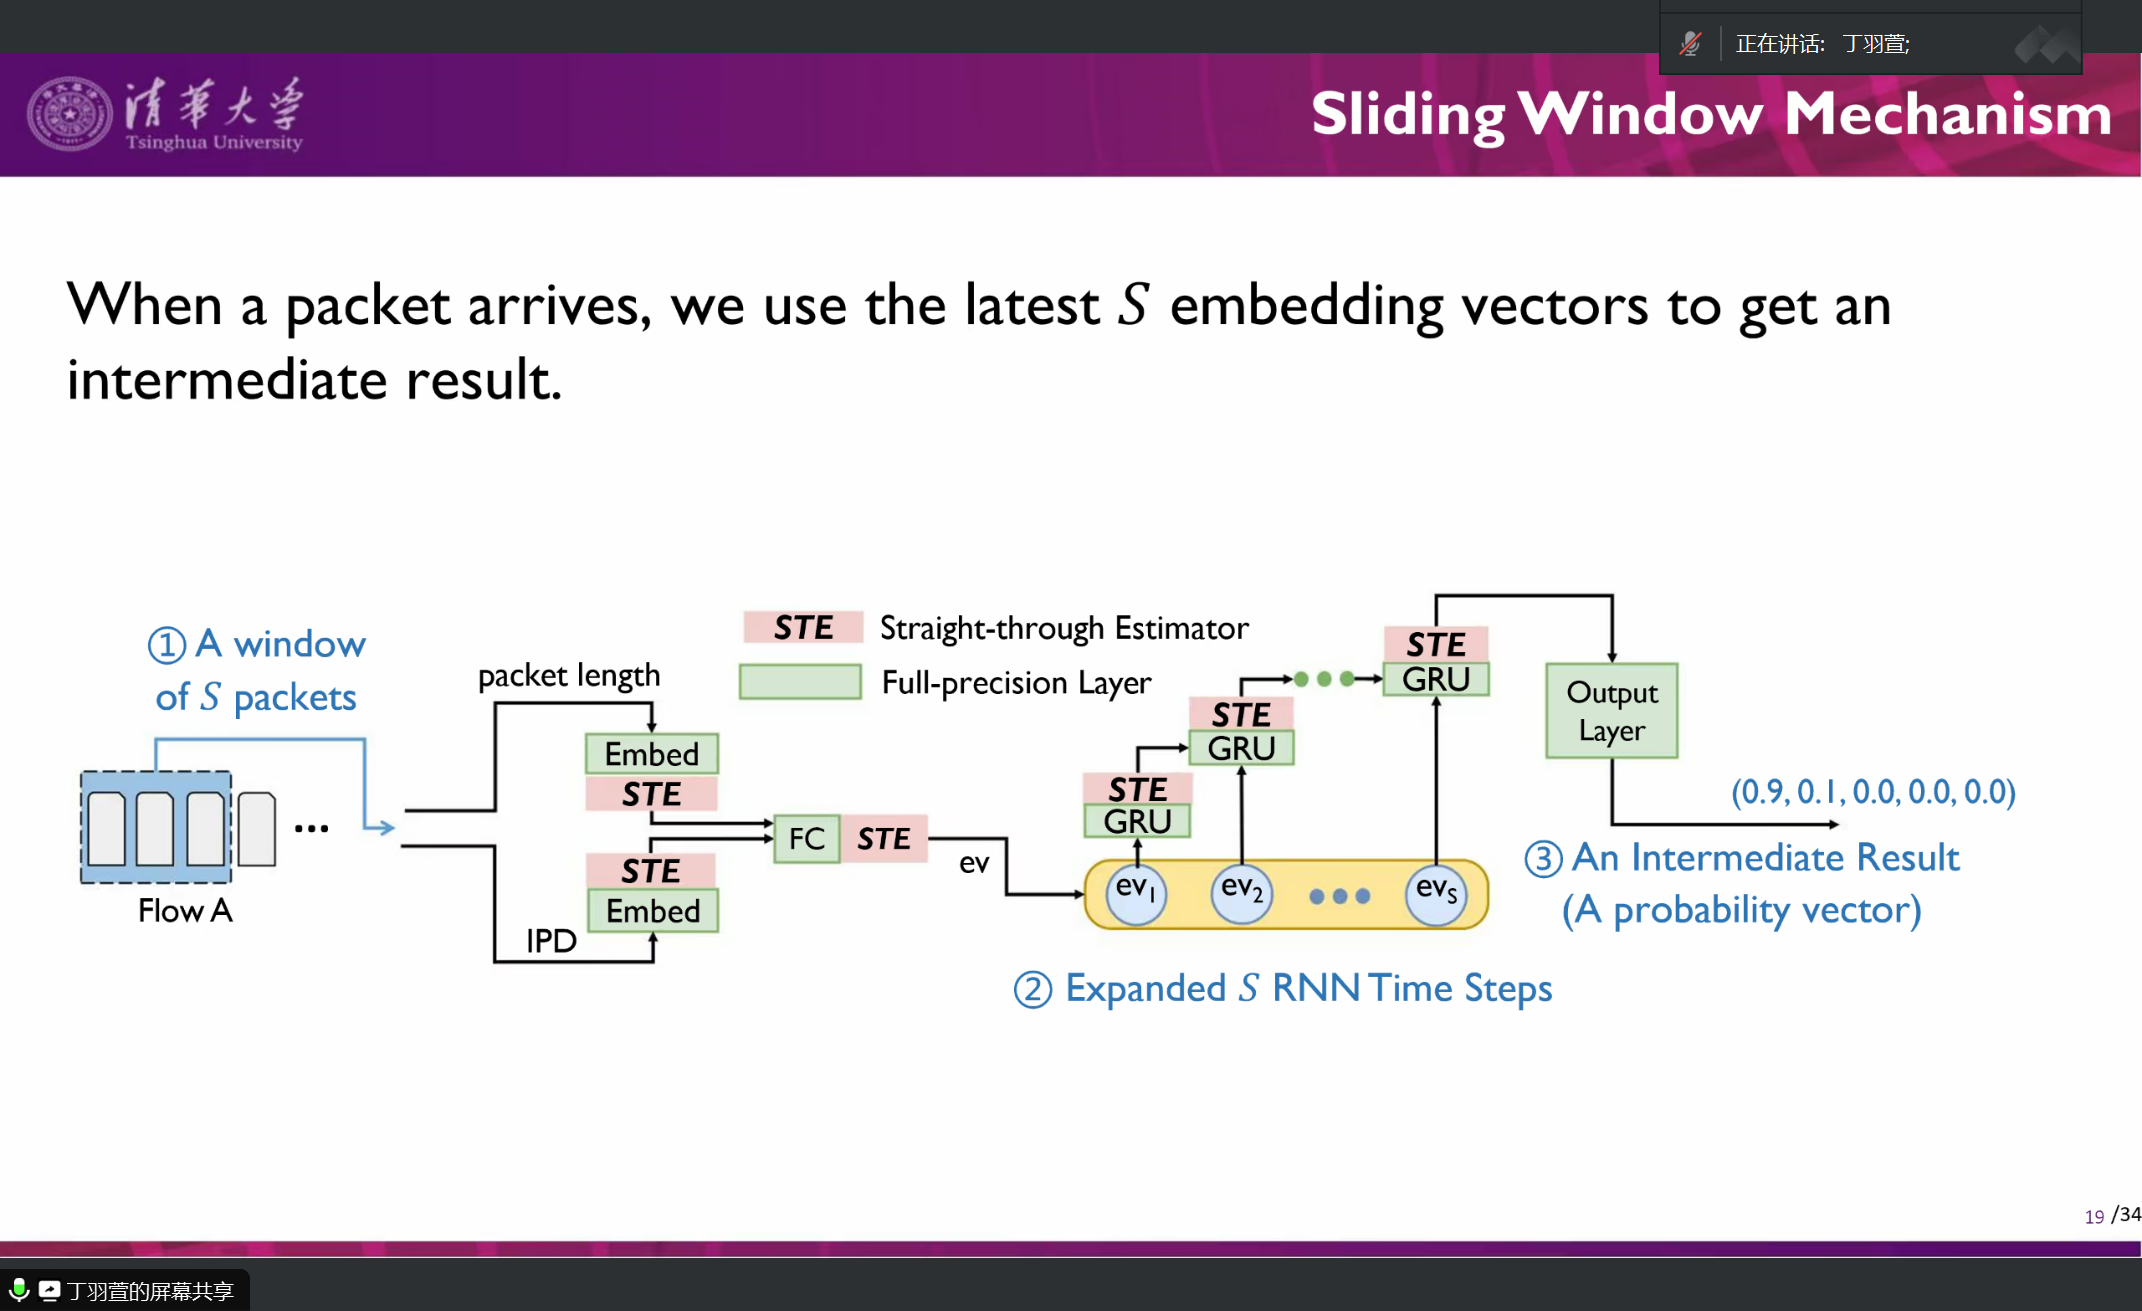 正在讲话: 丁羽萱;
清华大学
Tsinghua University
Sliding Window Mechanism
When a packet arrives, we use the latest S embedding vectors to get an
intermediate result.
① A window
of S packets
Flow A
...
packet length
Embed
STE
STE
Embed
IPD
STE Straight-through Estimator
Full-precision Layer
FC STE
ev
STE
GRU
STE
GRU
STE
GRU
ev₁ ev₂ evₛ
② Expanded S RNN Time Steps
Output
Layer
(0.9, 0.1, 0.0, 0.0, 0.0)
③ An Intermediate Result
(A probability vector)
19 /34
丁羽萱的屏幕共享